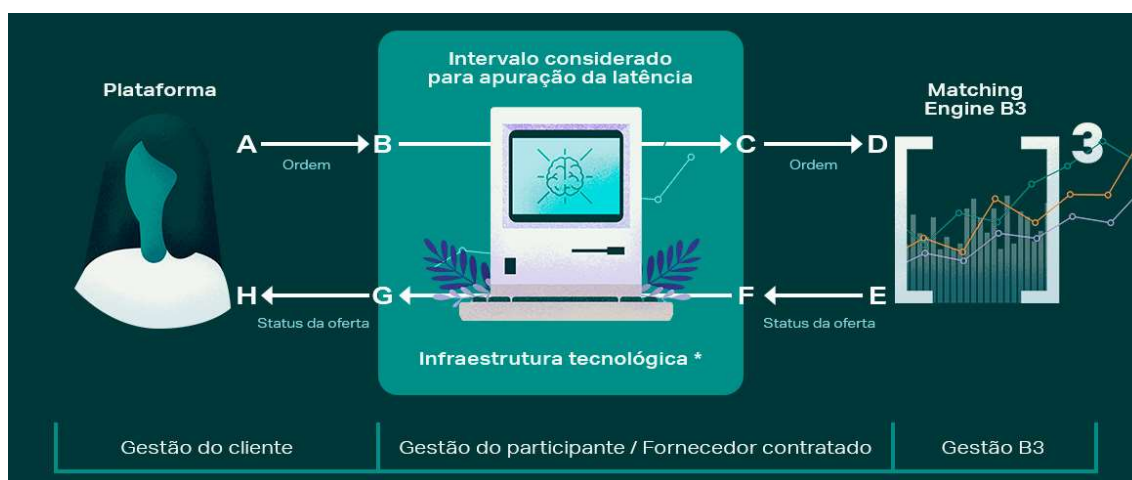 Intervalo considerado
para apuração da latência
Plataforma
Matching
Engine B3
A
B
C
D
Ordem
Ordem
3
H
G
F
E
Status da oferta
Status da oferta
Infraestrutura tecnológica *
Gestão do cliente
Gestão do participante / Fornecedor contratado
Gestão B3